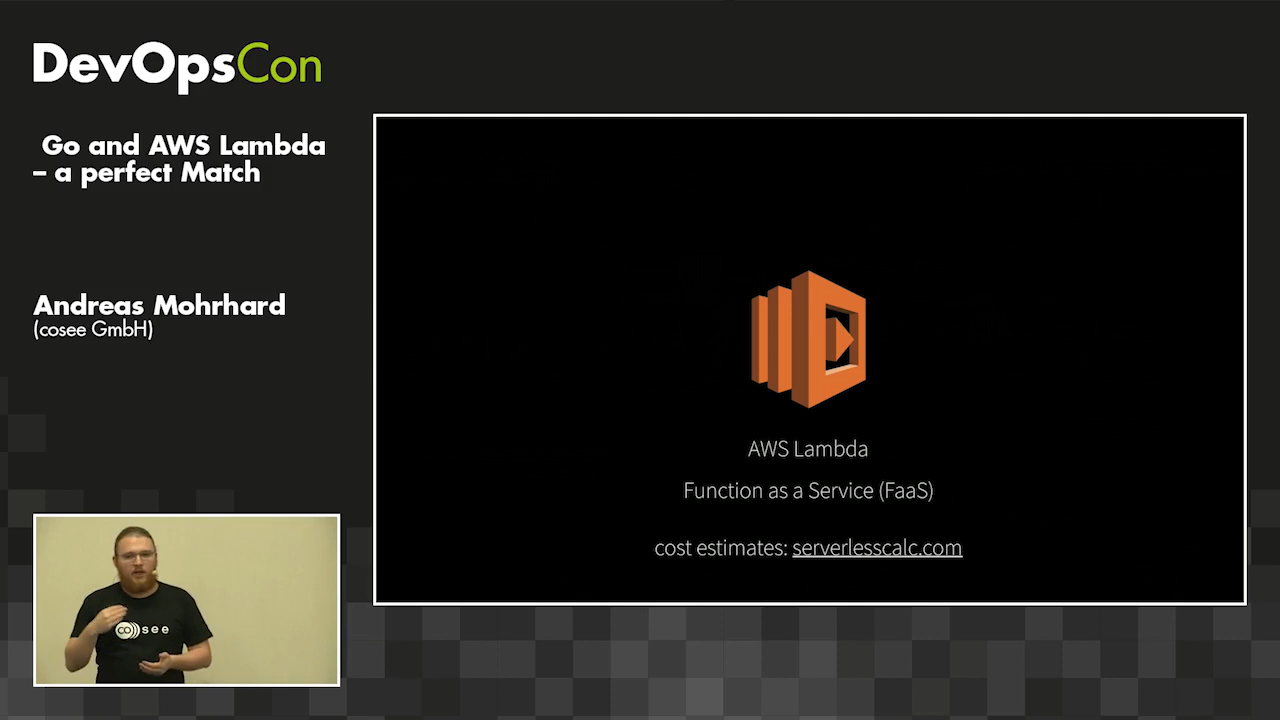 DevOpsCon
Go and AWS Lambda
– a perfect Match
Andreas Mohrhard
(cosee GmbH)
AWS Lambda
Function as a Service (FaaS)
cost estimates: serverlesscalc.com
cosee